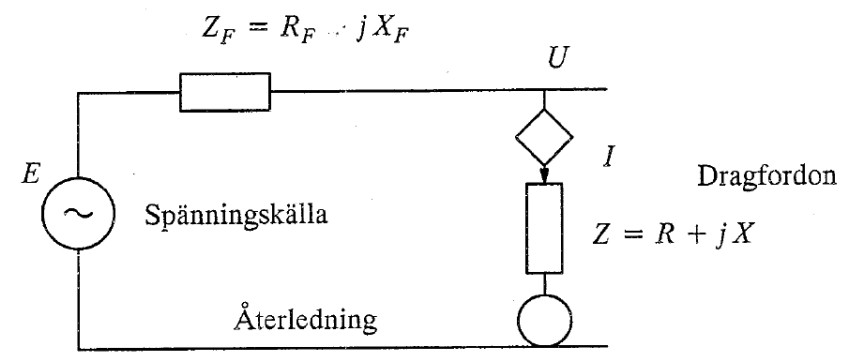 Z_F = R_F + jX_F
U
E
I
Dragfordon
Spänningskälla
Z = R + jX
Återledning